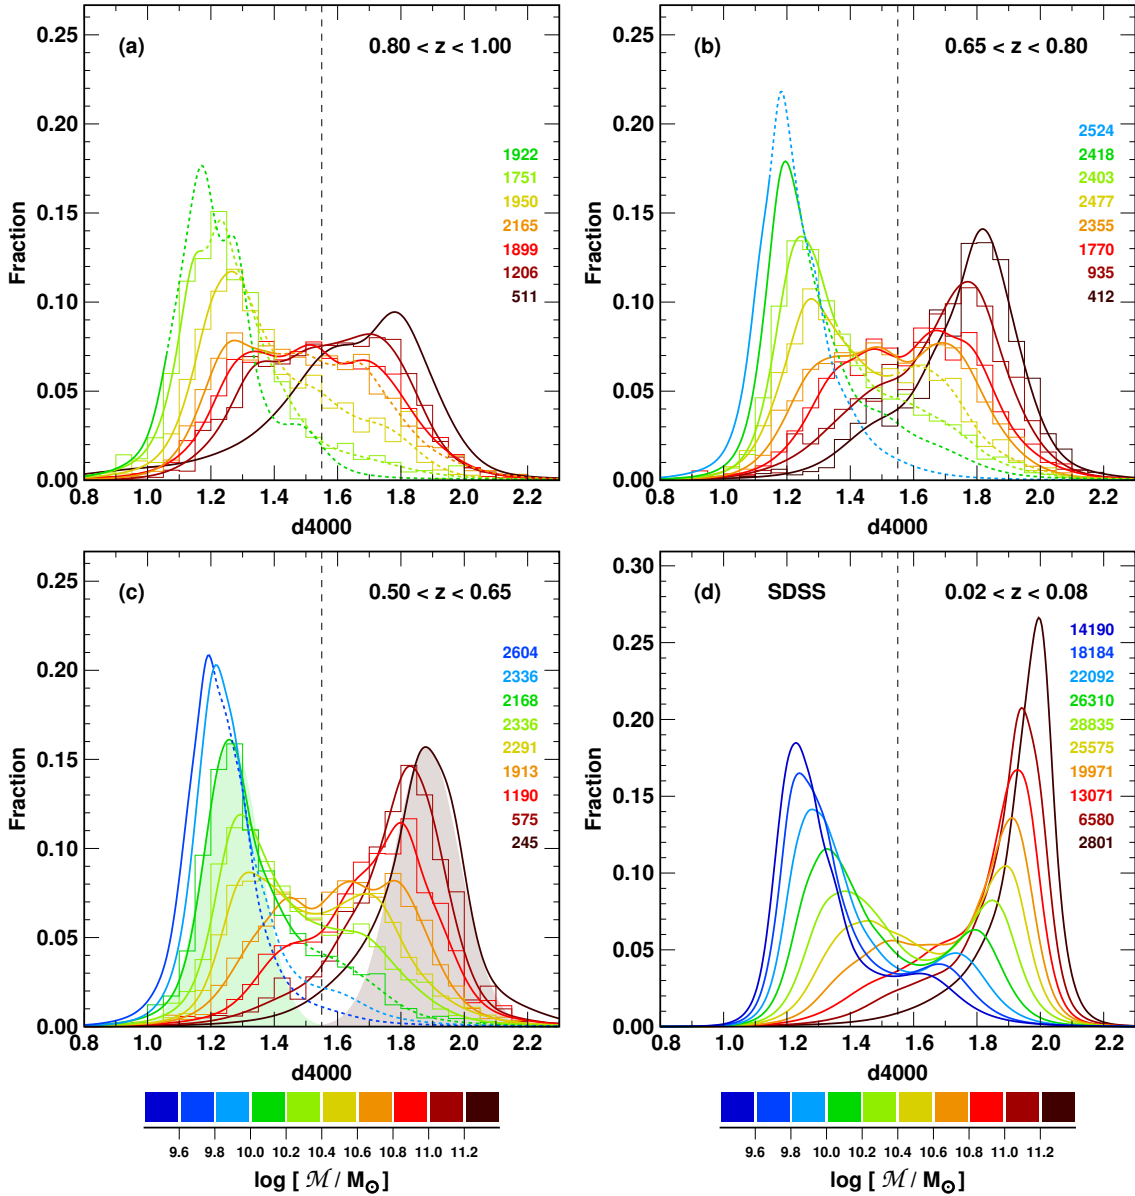 (a) 0.80 < z < 1.00
0.25
0.20
0.15
0.10
0.05
0.00
Fraction
1922
1751
1950
2165
1899
1206
511
0.8 1.0 1.2 1.4 1.6 1.8 2.0 2.2
d4000
(b) 0.65 < z < 0.80
0.25
0.20
0.15
0.10
0.05
0.00
Fraction
2524
2418
2403
2477
2355
1770
935
412
0.8 1.0 1.2 1.4 1.6 1.8 2.0 2.2
d4000
(c) 0.50 < z < 0.65
0.25
0.20
0.15
0.10
0.05
0.00
Fraction
2604
2336
2168
2336
2291
1913
1190
575
245
0.8 1.0 1.2 1.4 1.6 1.8 2.0 2.2
d4000
(d) SDSS 0.02 < z < 0.08
0.30
0.25
0.20
0.15
0.10
0.05
0.00
Fraction
14190
18184
22092
26310
28835
25575
19971
13071
6580
2801
0.8 1.0 1.2 1.4 1.6 1.8 2.0 2.2
d4000
9.6 9.8 10.0 10.2 10.4 10.6 10.8 11.0 11.2
log [ ℳ / M⊙ ]
9.6 9.8 10.0 10.2 10.4 10.6 10.8 11.0 11.2
log [ ℳ / M⊙ ]